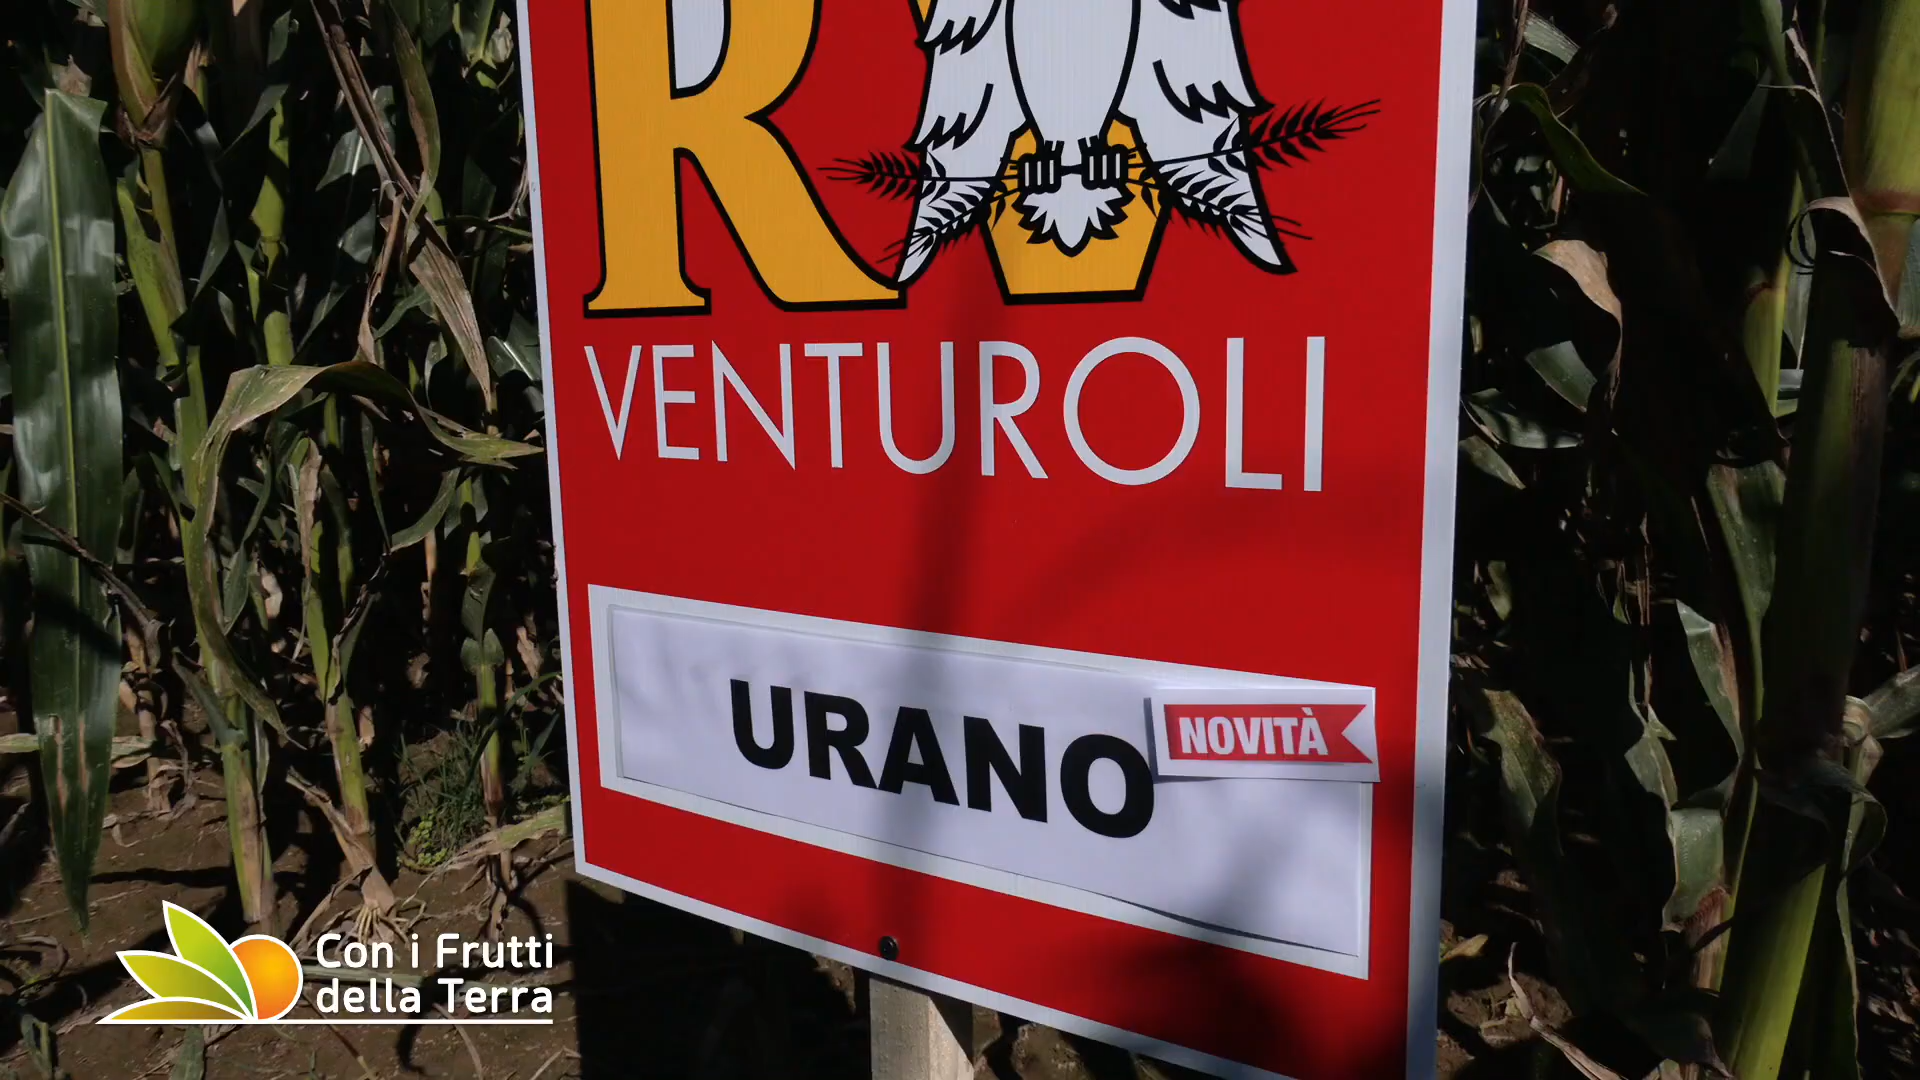 R
VENTUROLI
URANO
NOVITÀ
Con i Frutti
della Terra